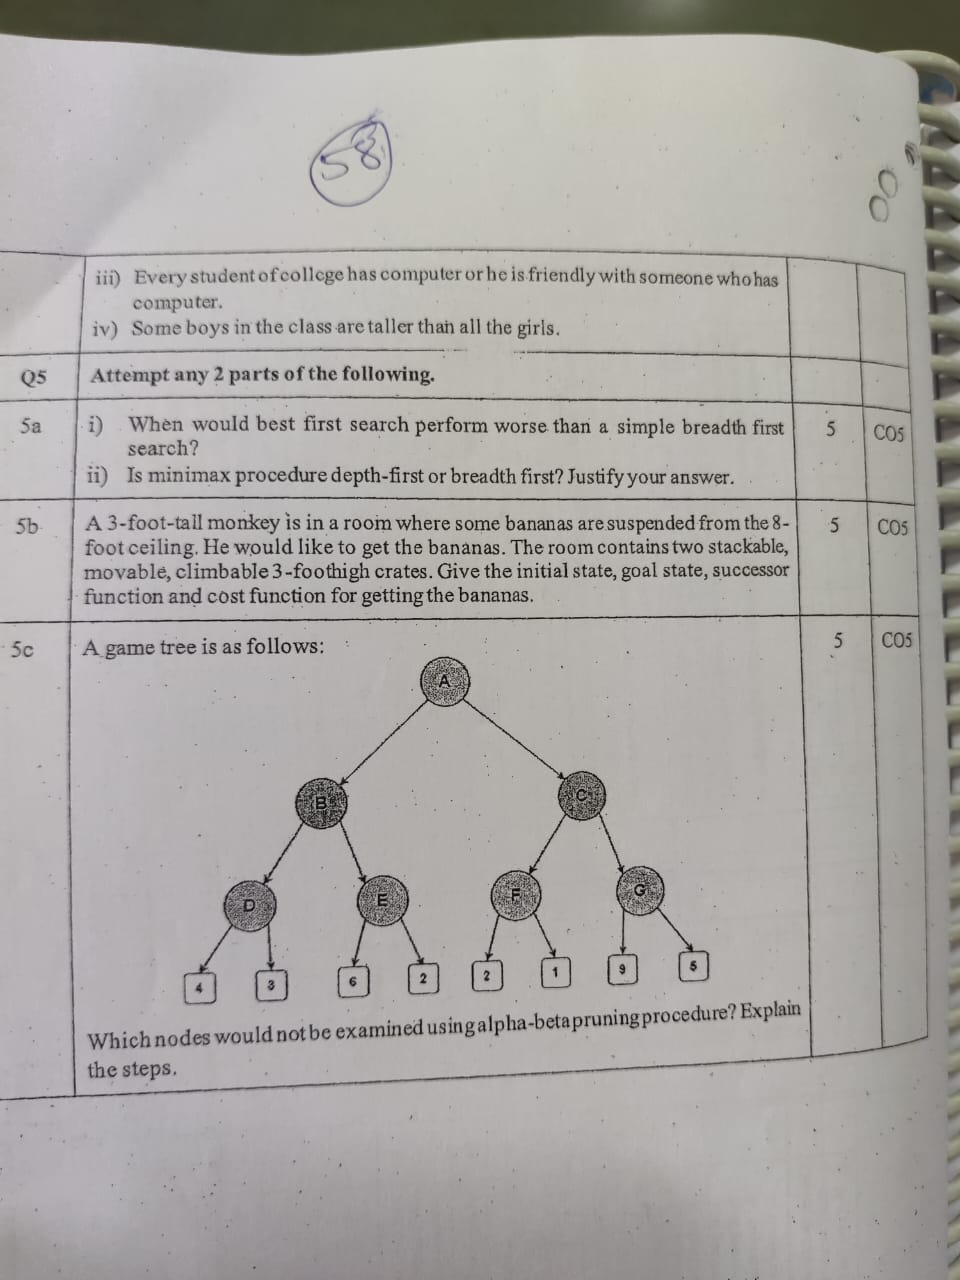 58
iii) Every student of college has computer or he is friendly with someone who has
computer.
iv) Some boys in the class are taller than all the girls.
Q5 Attempt any 2 parts of the following.
5a i) When would best first search perform worse than a simple breadth first 5 CO5
search?
ii) Is minimax procedure depth-first or breadth first? Justify your answer.
5b A 3-foot-tall monkey is in a room where some bananas are suspended from the 8- 5 CO5
foot ceiling. He would like to get the bananas. The room contains two stackable,
movable, climbable 3-foothigh crates. Give the initial state, goal state, successor
function and cost function for getting the bananas.
5c A game tree is as follows: 5 CO5
A
B C
D E F G
4 3 6 2 2 1 9 5
Which nodes would not be examined using alpha-beta pruning procedure? Explain
the steps.